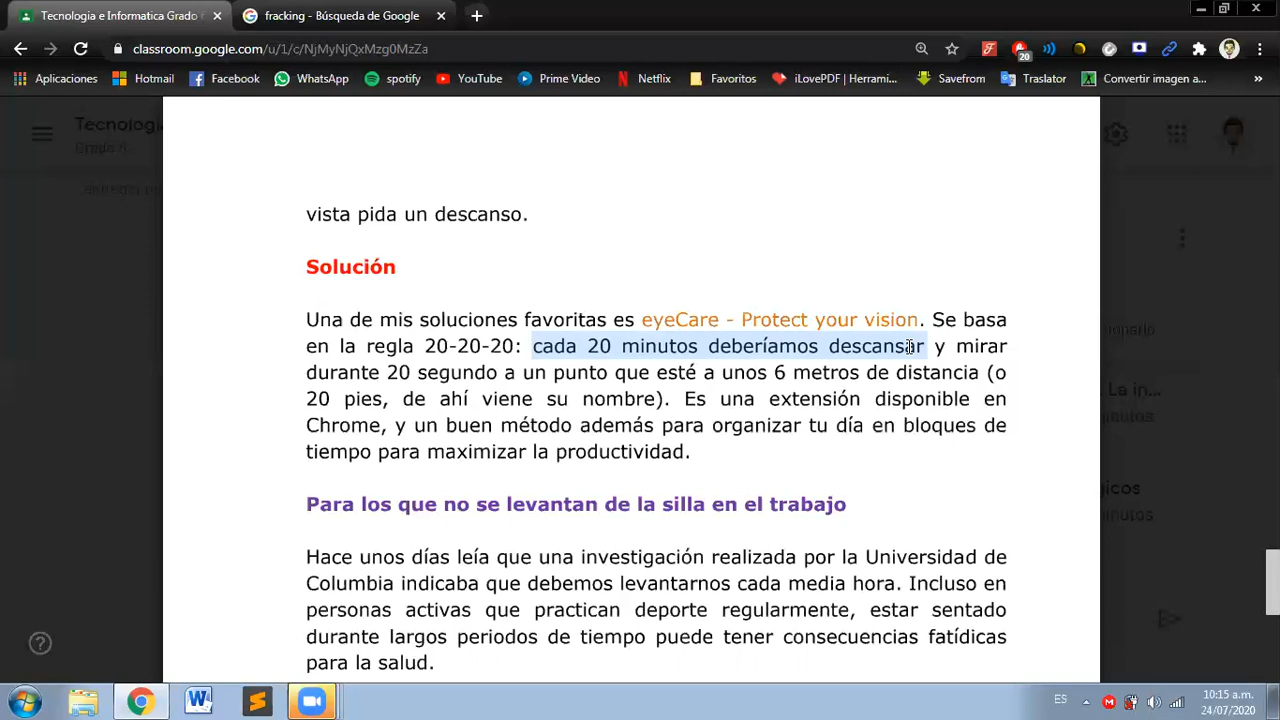 Tecnologia e Informatica Grado
fracking - Búsqueda de Google
classroom.google.com/u/1/c/NjMyNjQxMzg0MzZa
20
Aplicaciones Hotmail Facebook WhatsApp spotify YouTube Prime Video Netflix Favoritos iLovePDF | Herrami... Savefrom Traslator Convertir imagen a... »
Tecnologia
Grado 6
vista pida un descanso.
Solución
Una de mis soluciones favoritas es eyeCare - Protect your vision. Se basa
en la regla 20-20-20: cada 20 minutos deberíamos descansar y mirar
durante 20 segundo a un punto que esté a unos 6 metros de distancia (o
20 pies, de ahí viene su nombre). Es una extensión disponible en
Chrome, y un buen método además para organizar tu día en bloques de
tiempo para maximizar la productividad.
La in...
Para los que no se levantan de la silla en el trabajo
Hace unos días leía que una investigación realizada por la Universidad de
Columbia indicaba que debemos levantarnos cada media hora. Incluso en
personas activas que practican deporte regularmente, estar sentado
durante largos periodos de tiempo puede tener consecuencias fatídicas
para la salud.
ES
10:15 a.m.
24/07/2020